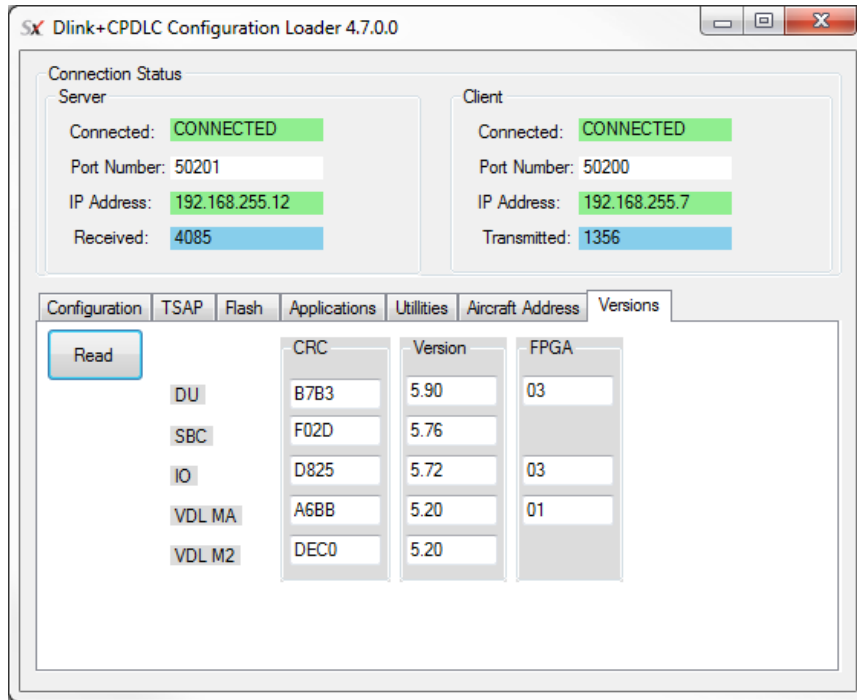 Sx Dlink+CPDLC Configuration Loader 4.7.0.0
Connection Status
Server
Connected: CONNECTED
Port Number: 50201
IP Address: 192.168.255.12
Received: 4085
Client
Connected: CONNECTED
Port Number: 50200
IP Address: 192.168.255.7
Transmitted: 1356
Configuration TSAP Flash Applications Utilities Aircraft Address Versions
Read
CRC Version FPGA
DU B7B3 5.90 03
SBC F02D 5.76
IO D825 5.72 03
VDL MA A6BB 5.20 01
VDL M2 DEC0 5.20